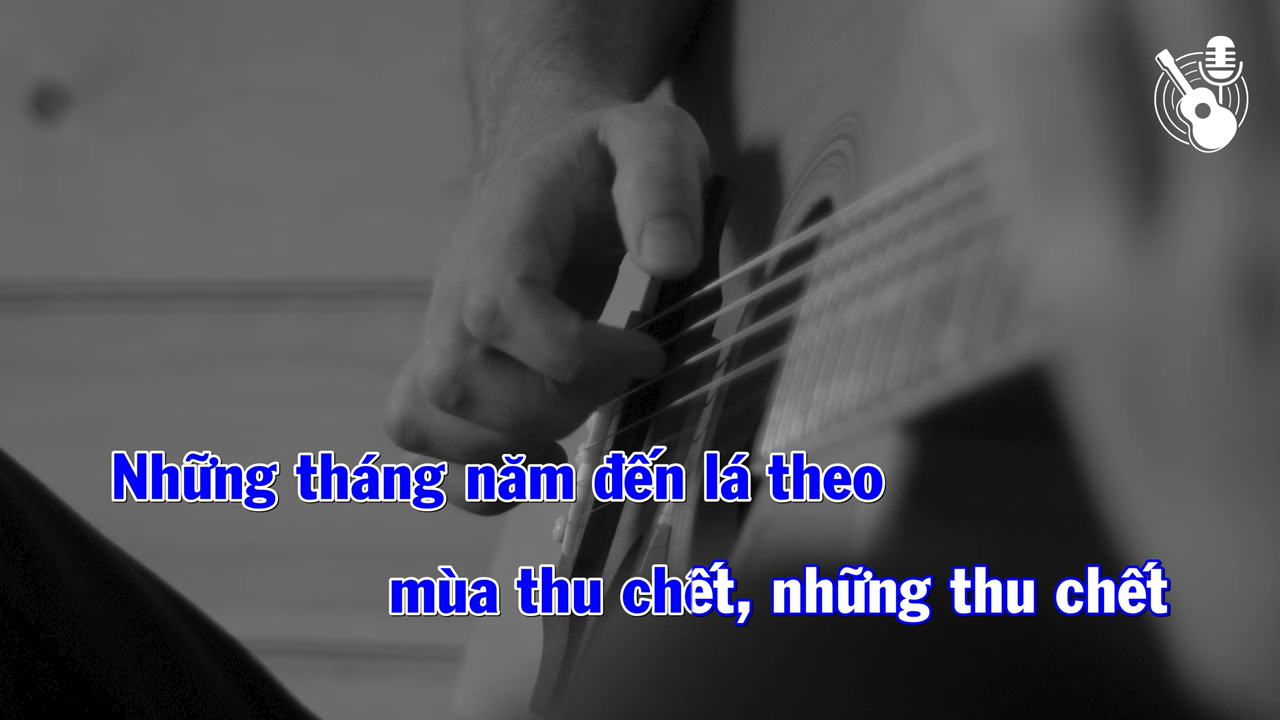 Những tháng năm đến lá theo
mùa thu chết, những thu chết